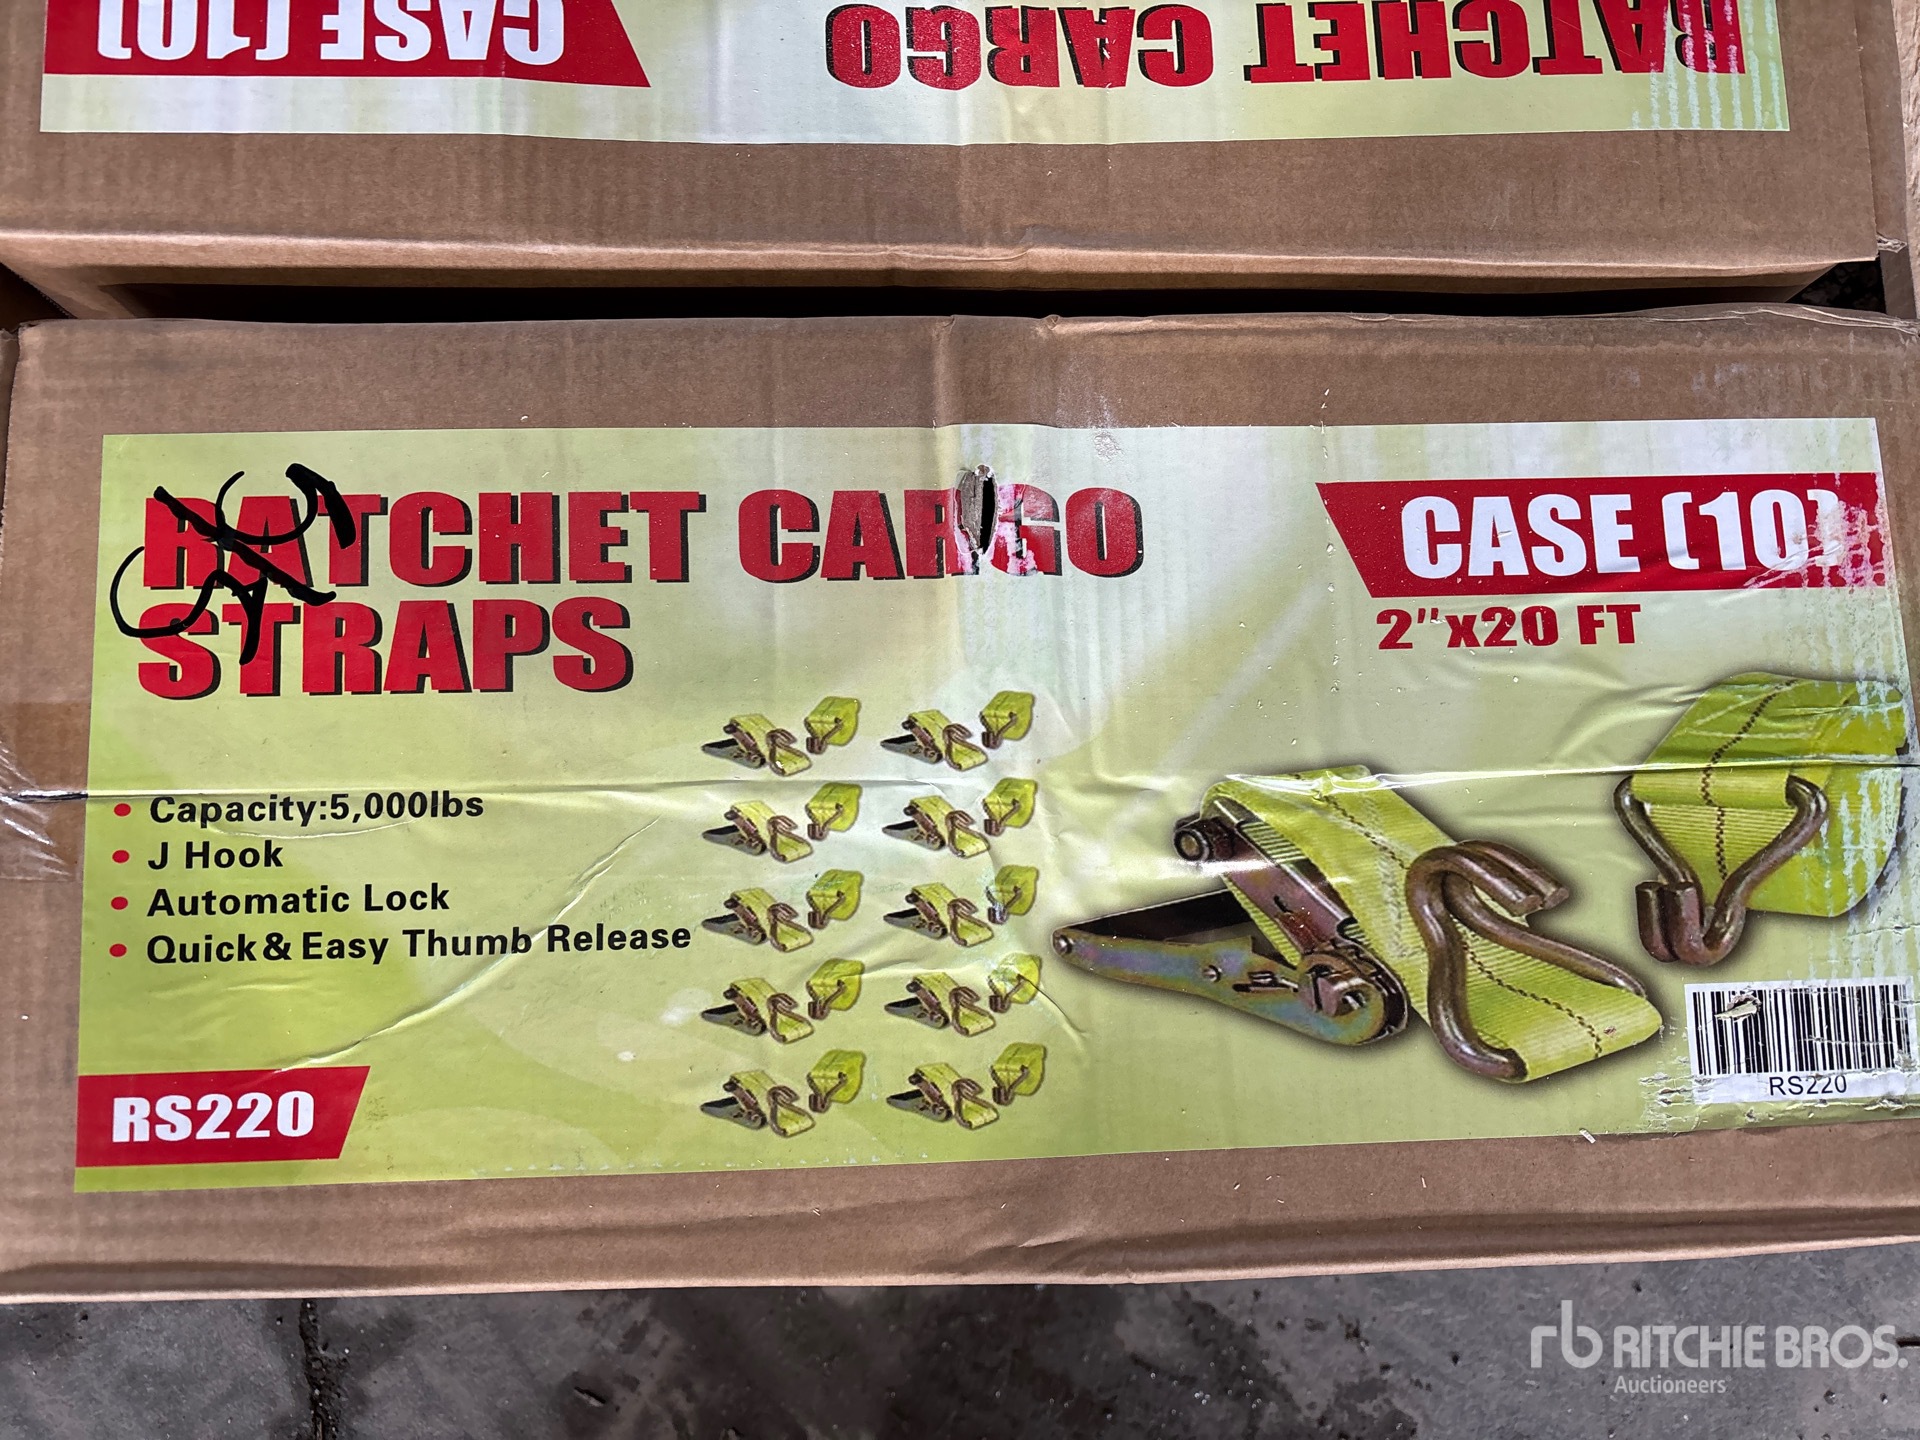 CASE (10)
RATCHET CARGO
RATCHET CARGO
STRAPS
CASE (10)
2"x20 FT
• Capacity:5,000lbs
• J Hook
• Automatic Lock
• Quick & Easy Thumb Release
RS220
RS220
rb RITCHIE BROS.
Auctioneers